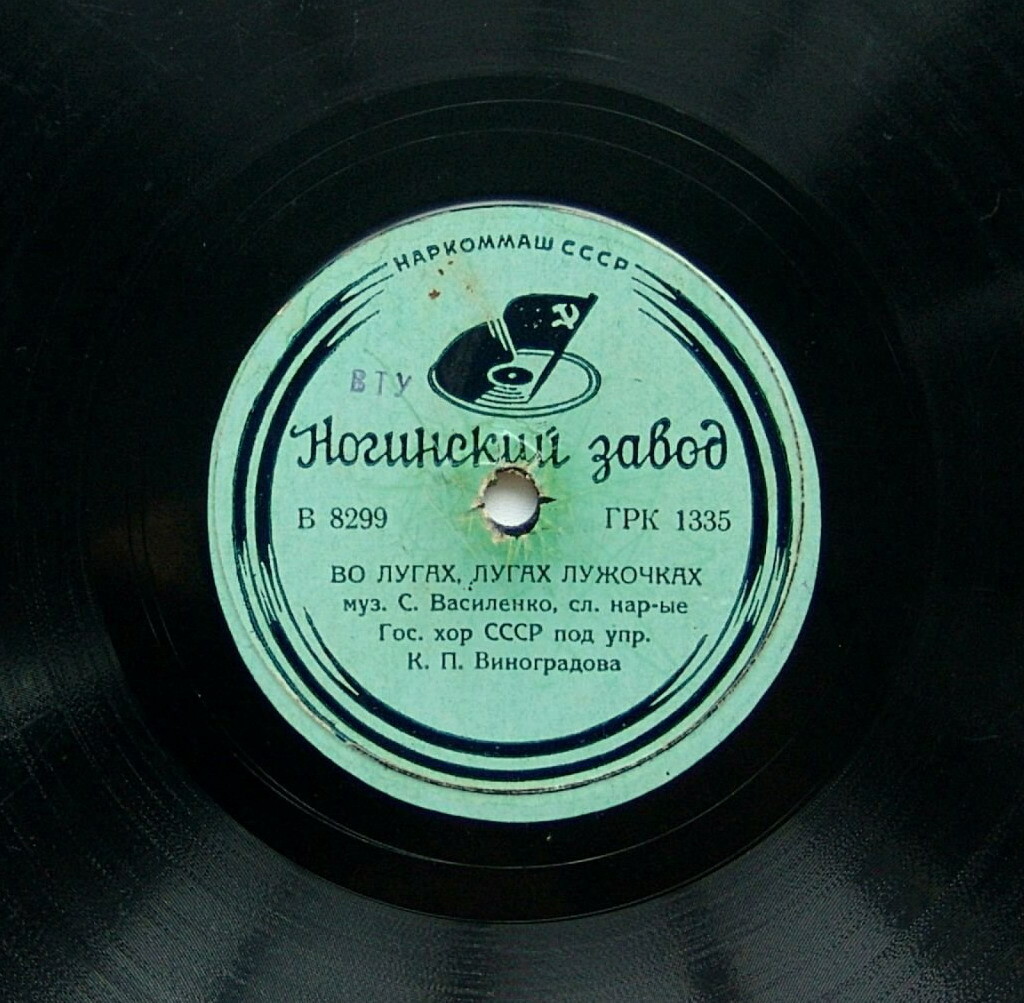 НАРКОММАШ СССР
ВТУ
Ногинский завод
В 8299 ГРК 1335
ВО ЛУГАХ, ЛУГАХ ЛУЖОЧКАХ
муз. С. Василенко, сл. нар-ые
Гос. хор СССР под упр.
К. П. Виноградова